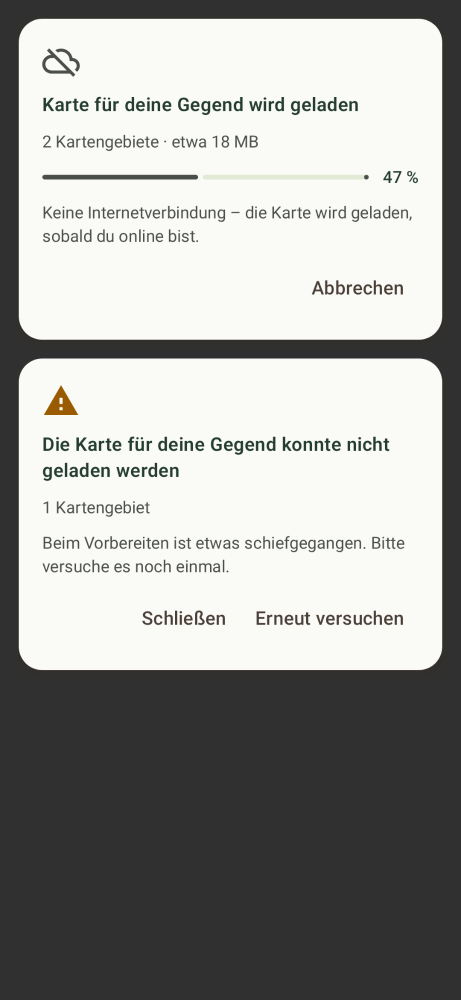 Karte für deine Gegend wird geladen
2 Kartengebiete · etwa 18 MB
47 %
Keine Internetverbindung – die Karte wird geladen,
sobald du online bist.
Abbrechen
Die Karte für deine Gegend konnte nicht
geladen werden
1 Kartengebiet
Beim Vorbereiten ist etwas schiefgegangen. Bitte
versuche es noch einmal.
Schließen Erneut versuchen